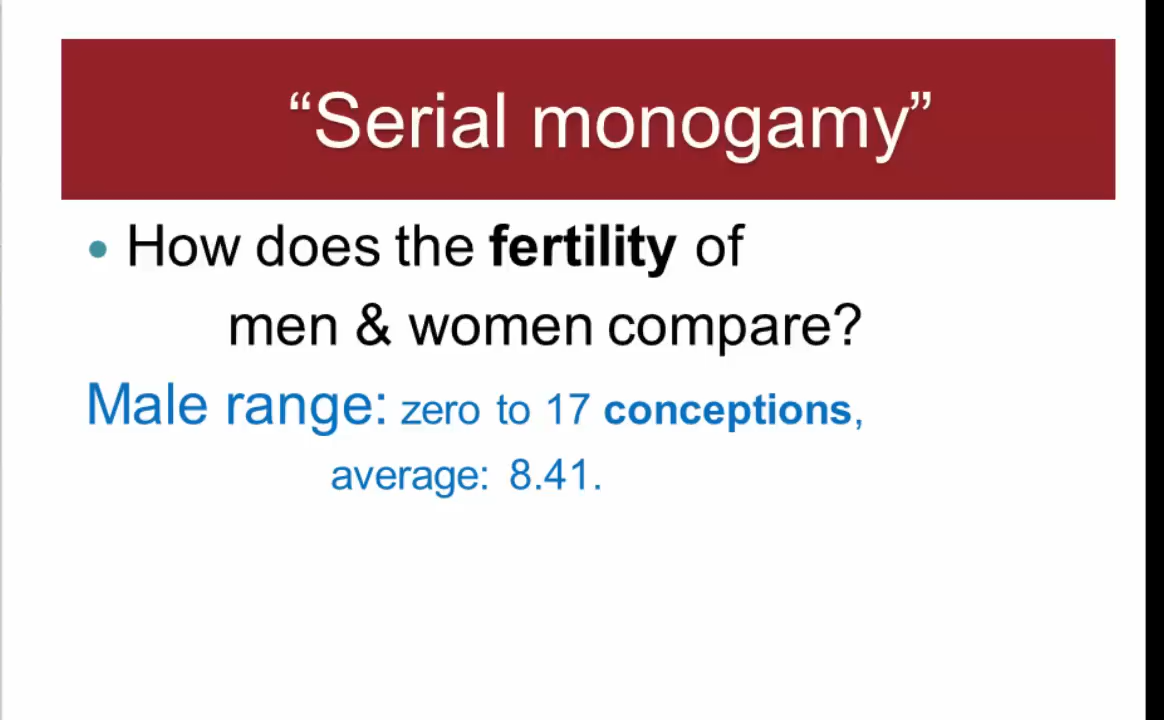 “Serial monogamy”
• How does the fertility of
men & women compare?
Male range: zero to 17 conceptions,
average: 8.41.